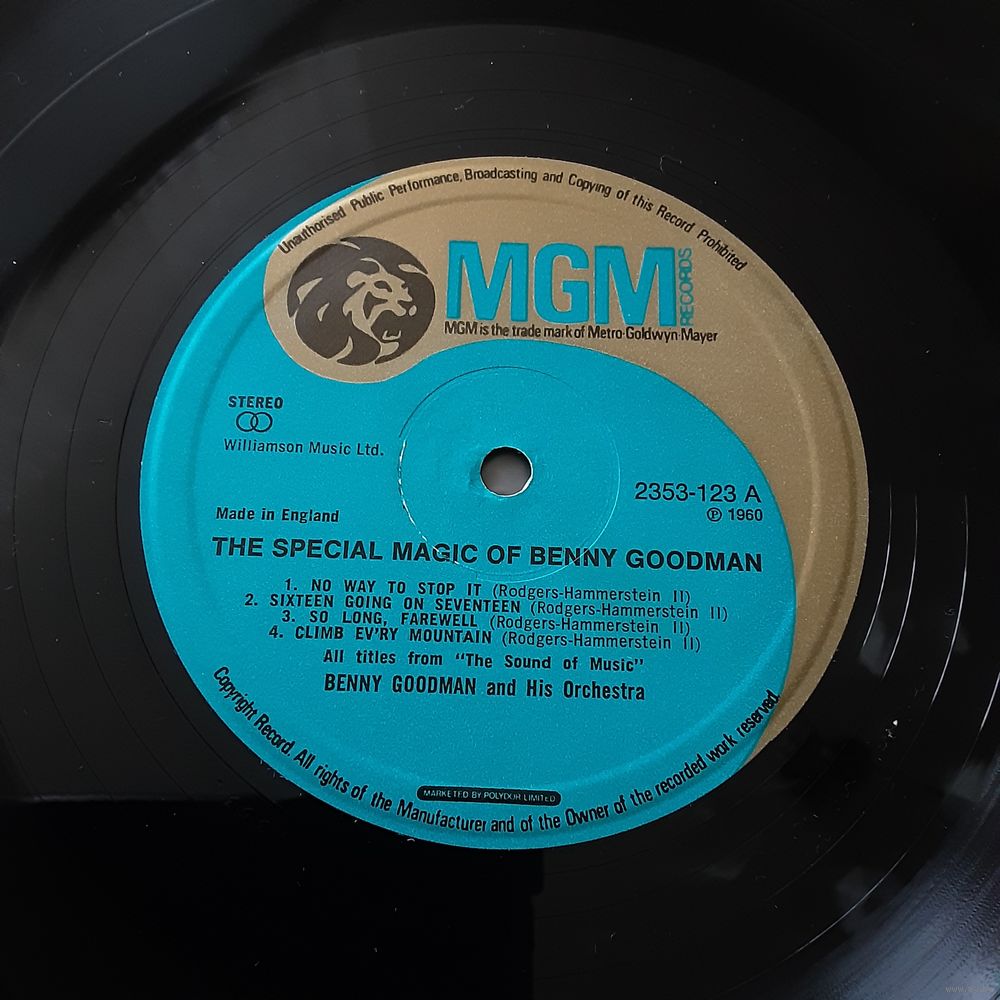 Unauthorised Public Performance, Broadcasting and Copying of this Record Prohibited
MGM RECORDS
MGM is the trade mark of Metro-Goldwyn-Mayer
STEREO
Williamson Music Ltd.
2353-123 A
℗ 1960
Made in England
THE SPECIAL MAGIC OF BENNY GOODMAN
1. NO WAY TO STOP IT (Rodgers-Hammerstein II)
2. SIXTEEN GOING ON SEVENTEEN (Rodgers-Hammerstein II)
3. SO LONG, FAREWELL (Rodgers-Hammerstein II)
4. CLIMB EV'RY MOUNTAIN (Rodgers-Hammerstein II)
All titles from "The Sound of Music"
BENNY GOODMAN and His Orchestra
MARKETED BY POLYDOR LIMITED
Copyright Record. All rights of the Manufacturer and of the Owner of the recorded work reserved.